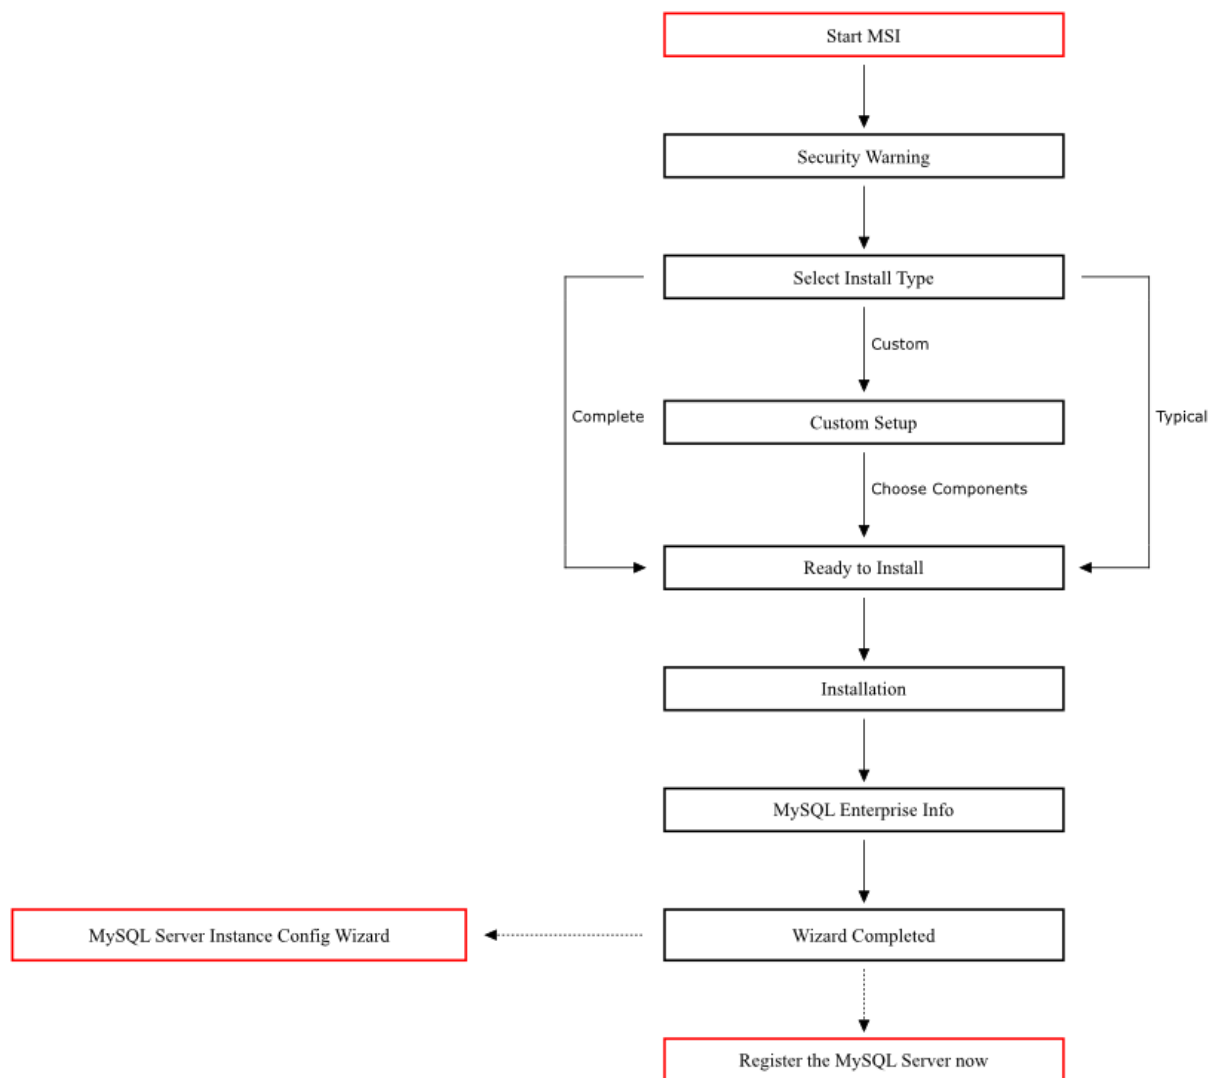 Start MSI
Security Warning
Select Install Type
Custom
Complete
Typical
Custom Setup
Choose Components
Ready to Install
Installation
MySQL Enterprise Info
MySQL Server Instance Config Wizard
Wizard Completed
Register the MySQL Server now